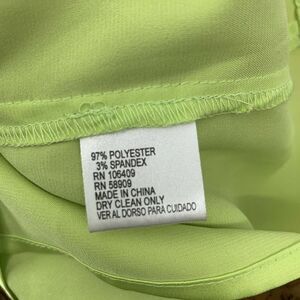 97% POLYESTER
3% SPANDEX
RN 106409
RN 58909
MADE IN CHINA
DRY CLEAN ONLY
VER AL DORSO PARA CUIDADO